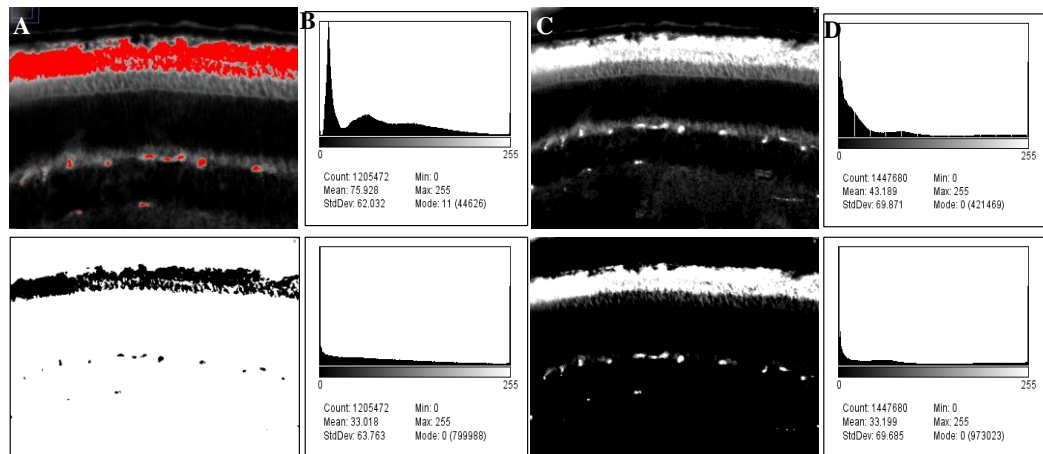 A
B
C
D
0 255
Count: 1205472 Min: 0
Mean: 75.928 Max: 255
StdDev: 62.032 Mode: 11 (44626)
0 255
Count: 1447680 Min: 0
Mean: 43.189 Max: 255
StdDev: 69.871 Mode: 0 (421469)
0 255
Count: 1205472 Min: 0
Mean: 33.018 Max: 255
StdDev: 63.763 Mode: 0 (799988)
0 255
Count: 1447680 Min: 0
Mean: 33.199 Max: 255
StdDev: 69.685 Mode: 0 (973023)